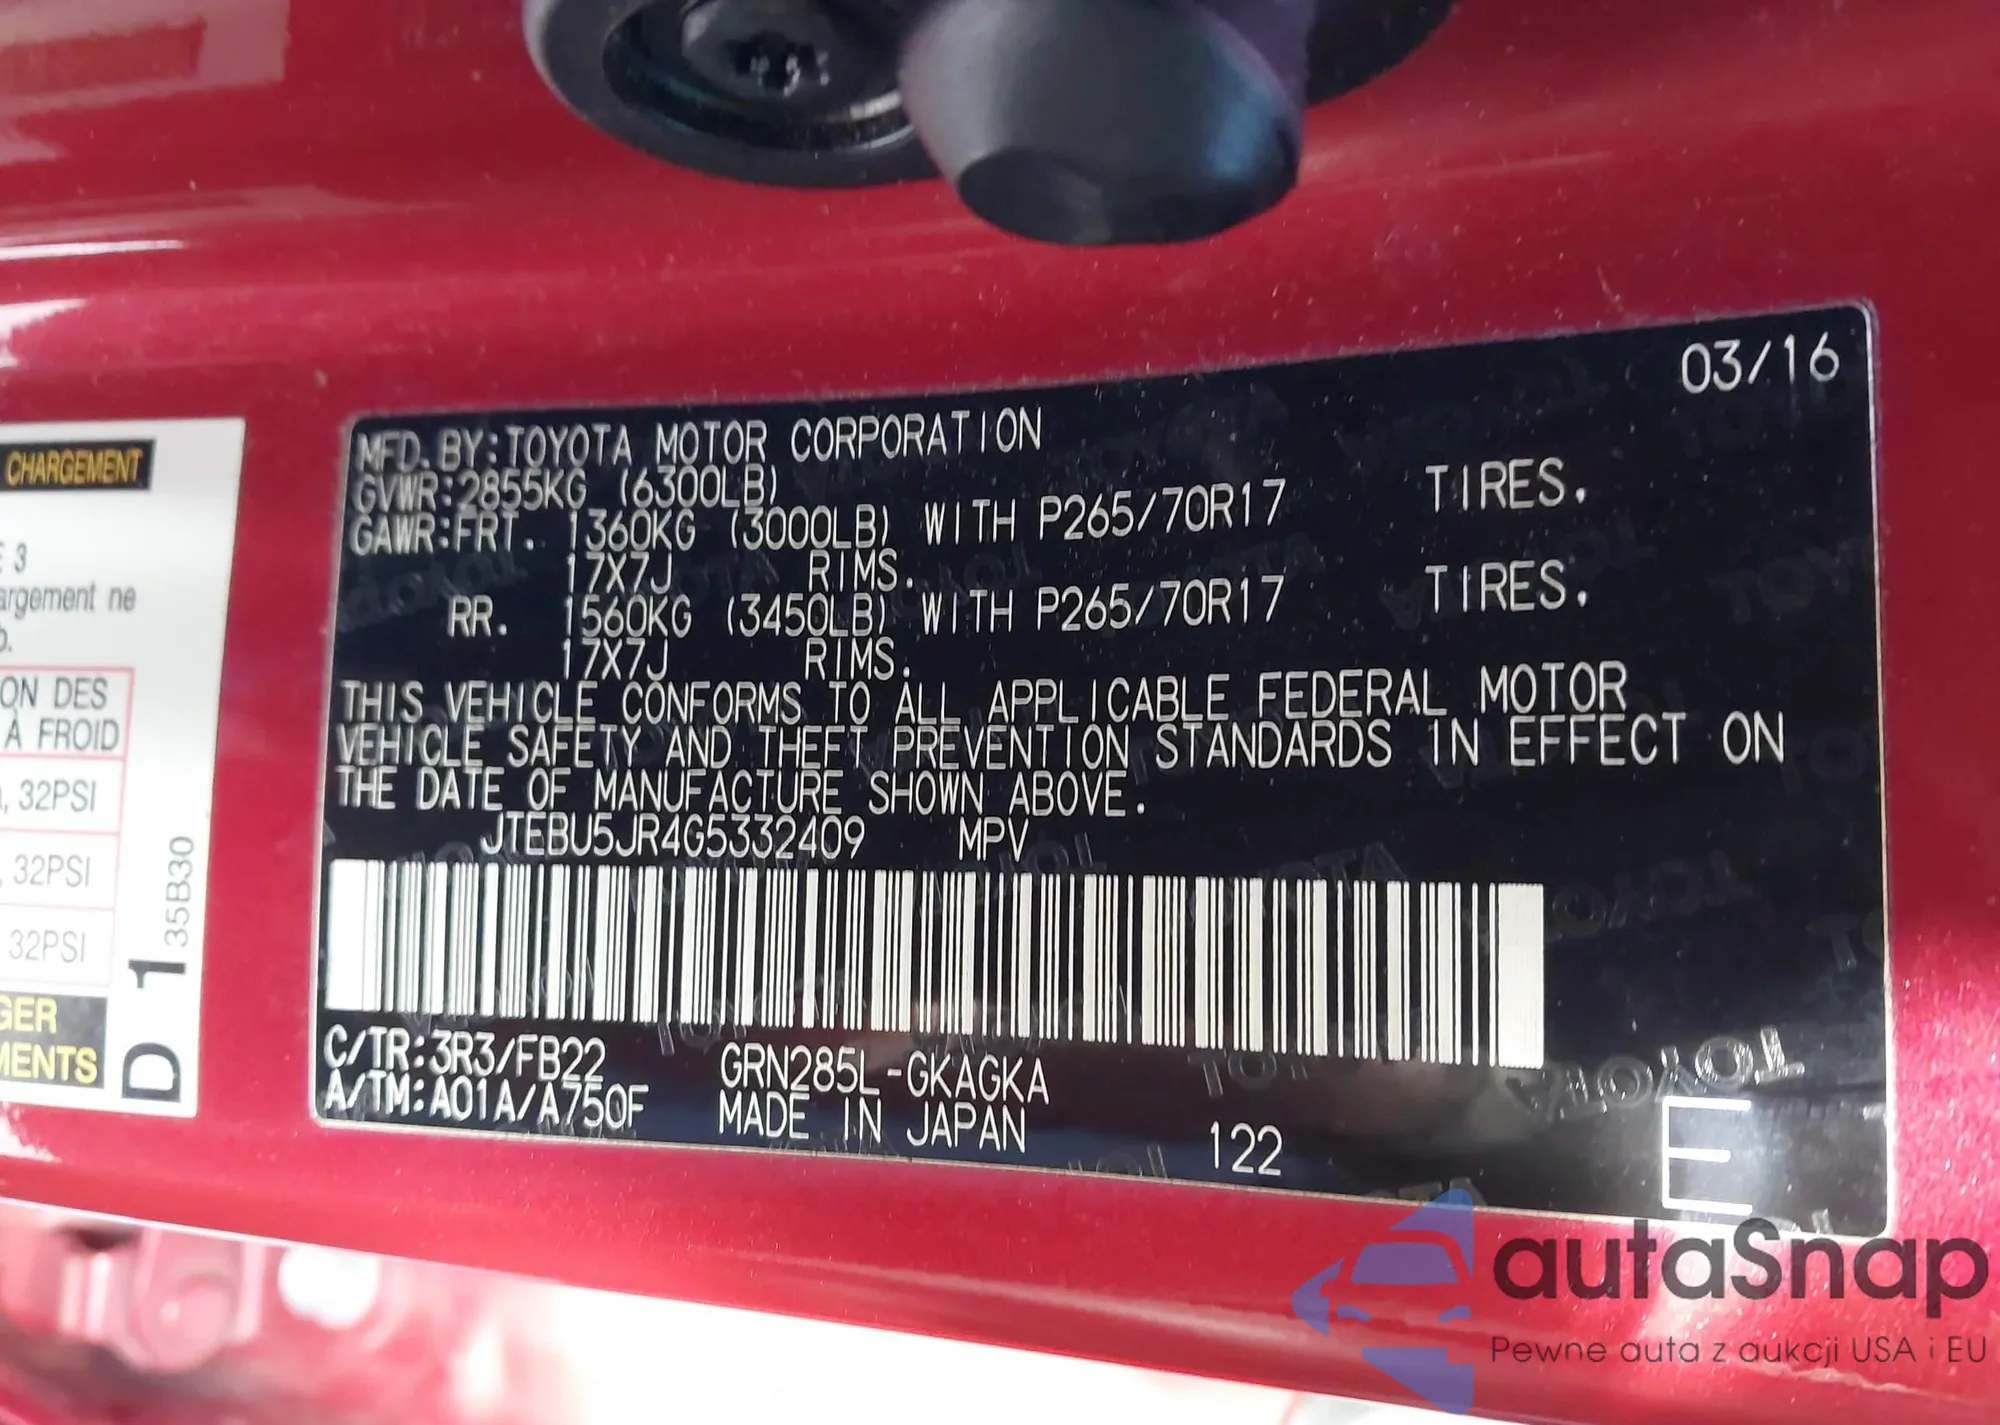 03/16
MFD. BY: TOYOTA MOTOR CORPORATION
GVWR: 2855KG (6300LB)
GAWR: FRT. 1360KG (3000LB) WITH P265/70R17 TIRES.
17X7J RIMS.
RR. 1560KG (3450LB) WITH P265/70R17 TIRES.
17X7J RIMS.
THIS VEHICLE CONFORMS TO ALL APPLICABLE FEDERAL MOTOR
VEHICLE SAFETY AND THEFT PREVENTION STANDARDS IN EFFECT ON
THE DATE OF MANUFACTURE SHOWN ABOVE.
JTEBU5JR4G5332409 MPV
C/TR: 3R3/FB22 GRN285L-GKAGKA
A/TM: A01A/A750F MADE IN JAPAN 122
E
CHARGEMENT
3
ne
DES
À FROID
32PSI
32PSI
32PSI
D 1 35B30
TOYOTA
autaSnap
Pewne auta z aukcji USA i EU